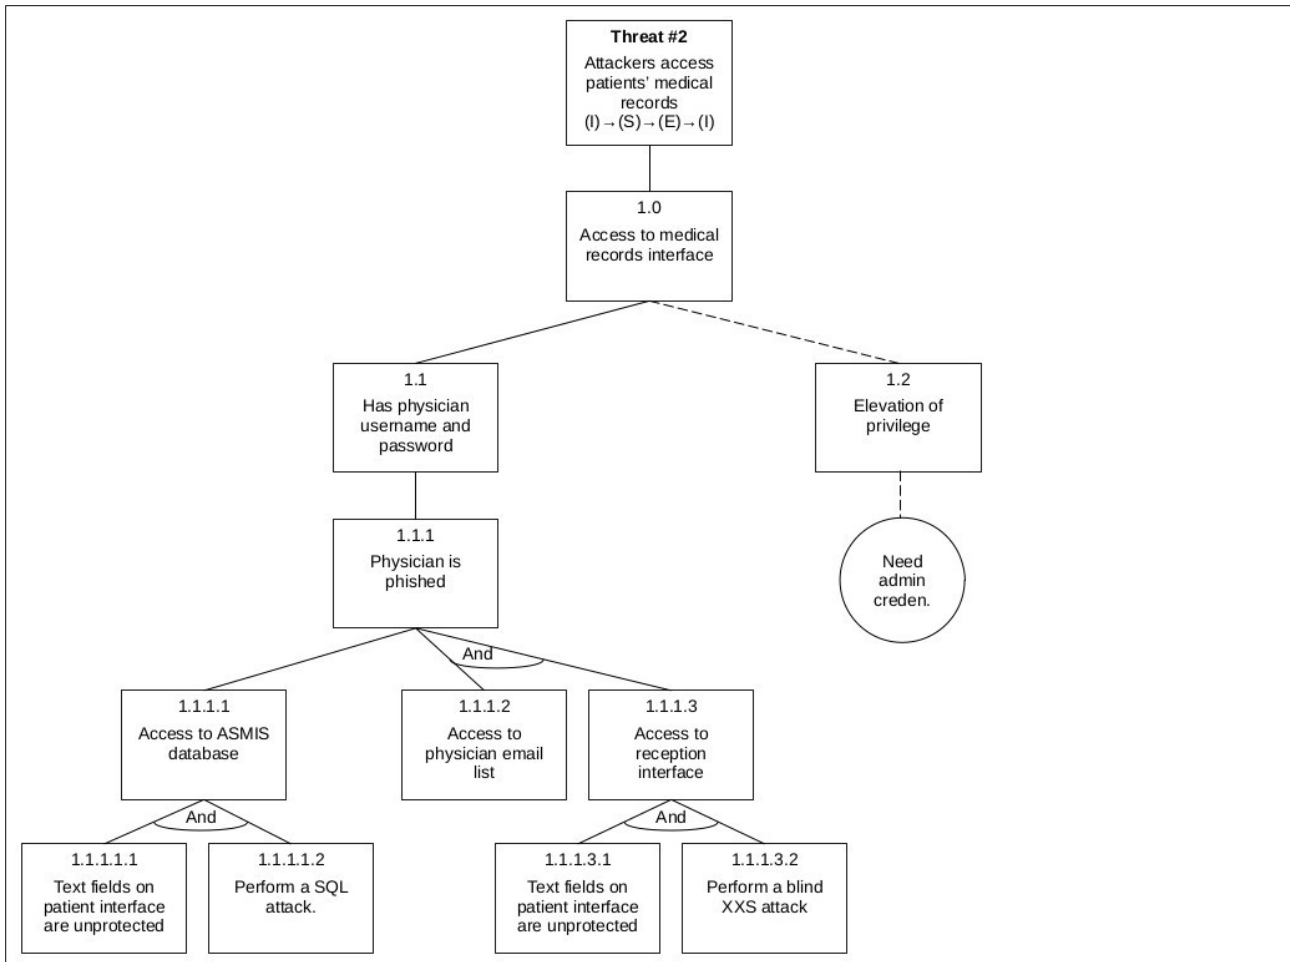 Threat #2
Attackers access
patients' medical
records
(I)→(S)→(E)→(I)
1.0
Access to medical
records interface
1.1
Has physician
username and
password
1.2
Elevation of
privilege
1.1.1
Physician is
phished
Need
admin
creden.
And
1.1.1.1
Access to ASMIS
database
1.1.1.2
Access to
physician email
list
1.1.1.3
Access to
reception
interface
And
And
1.1.1.1.1
Text fields on
patient interface
are unprotected
1.1.1.1.2
Perform a SQL
attack.
1.1.1.3.1
Text fields on
patient interface
are unprotected
1.1.1.3.2
Perform a blind
XXS attack